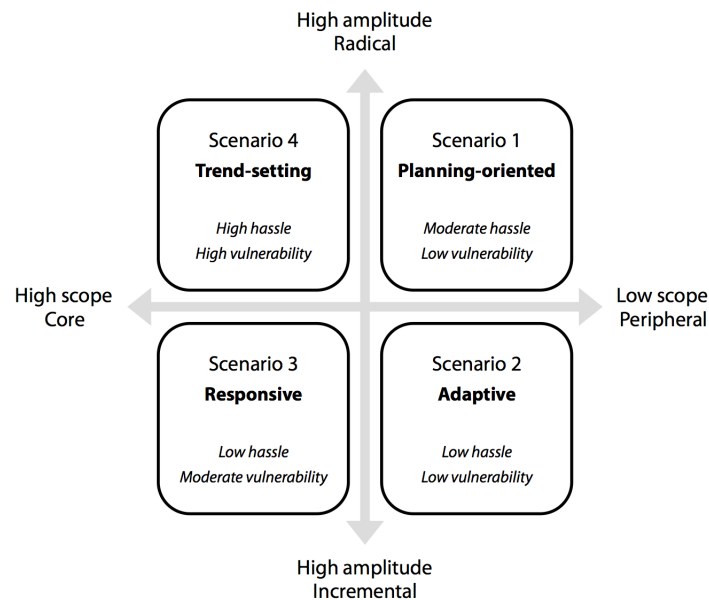 High amplitude
Radical
Scenario 4
Trend-setting
High hassle
High vulnerability
Scenario 1
Planning-oriented
Moderate hassle
Low vulnerability
High scope
Core
Low scope
Peripheral
Scenario 3
Responsive
Low hassle
Moderate vulnerability
Scenario 2
Adaptive
Low hassle
Low vulnerability
High amplitude
Incremental